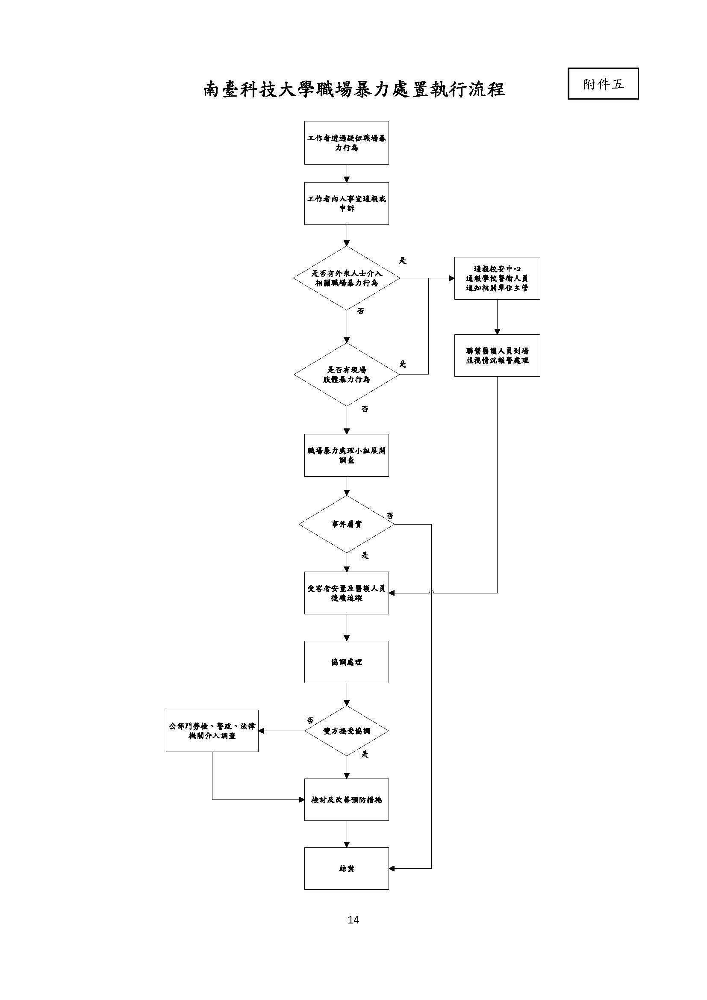 附件五
南臺科技大學職場暴力處置執行流程
工作者遭遇疑似職場暴
力行為
工作者向人事室通報或
申訴
是否有外來人士介入
相關職場暴力行為
是
通報校安中心
通報學校警衛人員
通知相關單位主管
否
是否有現場
肢體暴力行為
是
聯繫醫護人員到場
並視情況報警處理
否
職場暴力處理小組展開
調查
事件屬實
否
是
受害者安置及醫護人員
後續追蹤
協調處理
雙方接受協調
否
公部門勞檢、警政、法律
機關介入調查
是
檢討及改善預防措施
結案
14